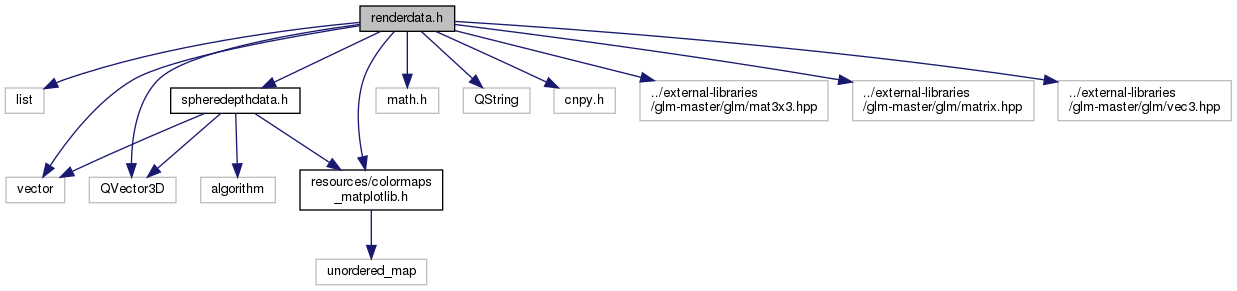 renderdata.h
list
spheredepthdata.h
math.h
QString
cnpy.h
../external-libraries
/glm-master/glm/mat3x3.hpp
../external-libraries
/glm-master/glm/matrix.hpp
../external-libraries
/glm-master/glm/vec3.hpp
vector
QVector3D
algorithm
resources/colormaps
_matplotlib.h
unordered_map